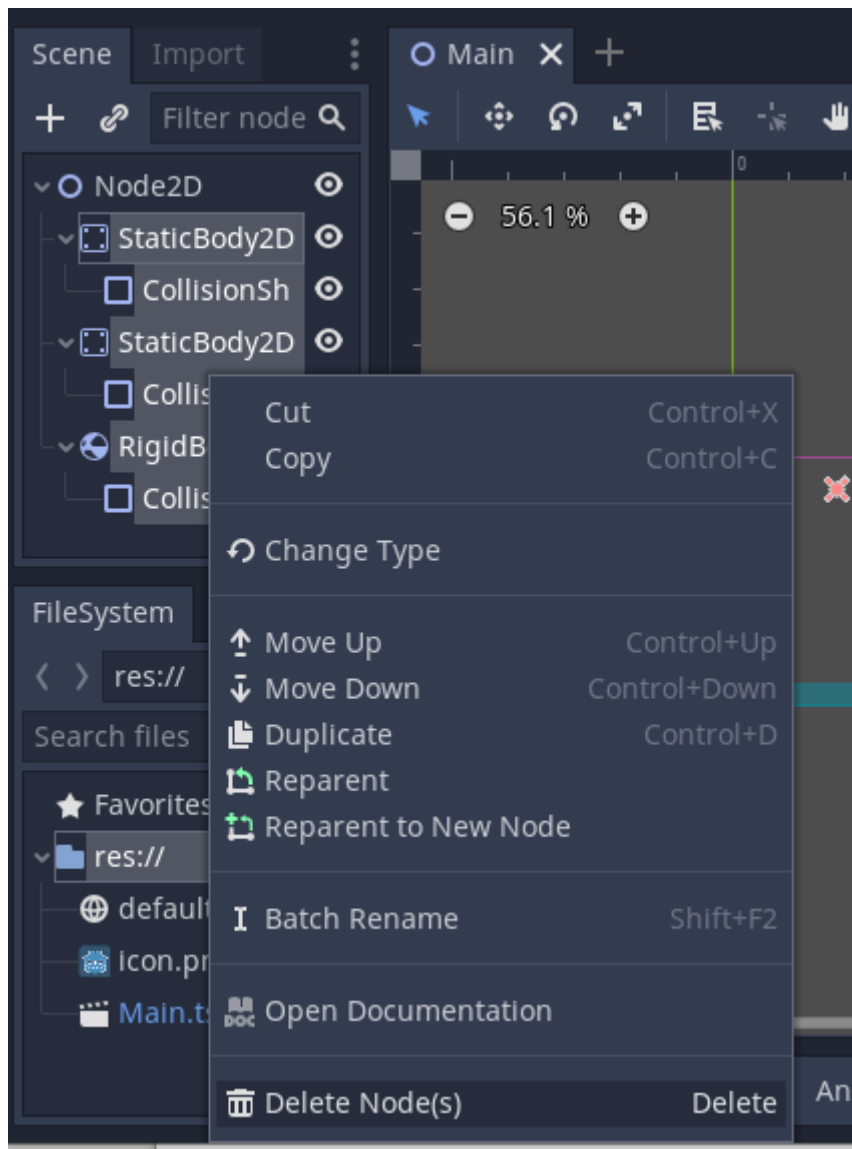 Scene Import
Main
Filter node
0
Node2D
56.1 %
StaticBody2D
CollisionSh
StaticBody2D
Collis
RigidB
Collis
Cut Control+X
Copy Control+C
Change Type
Move Up Control+Up
Move Down Control+Down
Duplicate Control+D
Reparent
Reparent to New Node
Batch Rename Shift+F2
DOC Open Documentation
Delete Node(s) Delete
FileSystem
res://
Search files
Favorites
res://
default
icon.pr
Main.ts
An